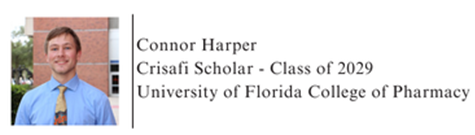 Connor Harper
Crisafi Scholar - Class of 2029
University of Florida College of Pharmacy